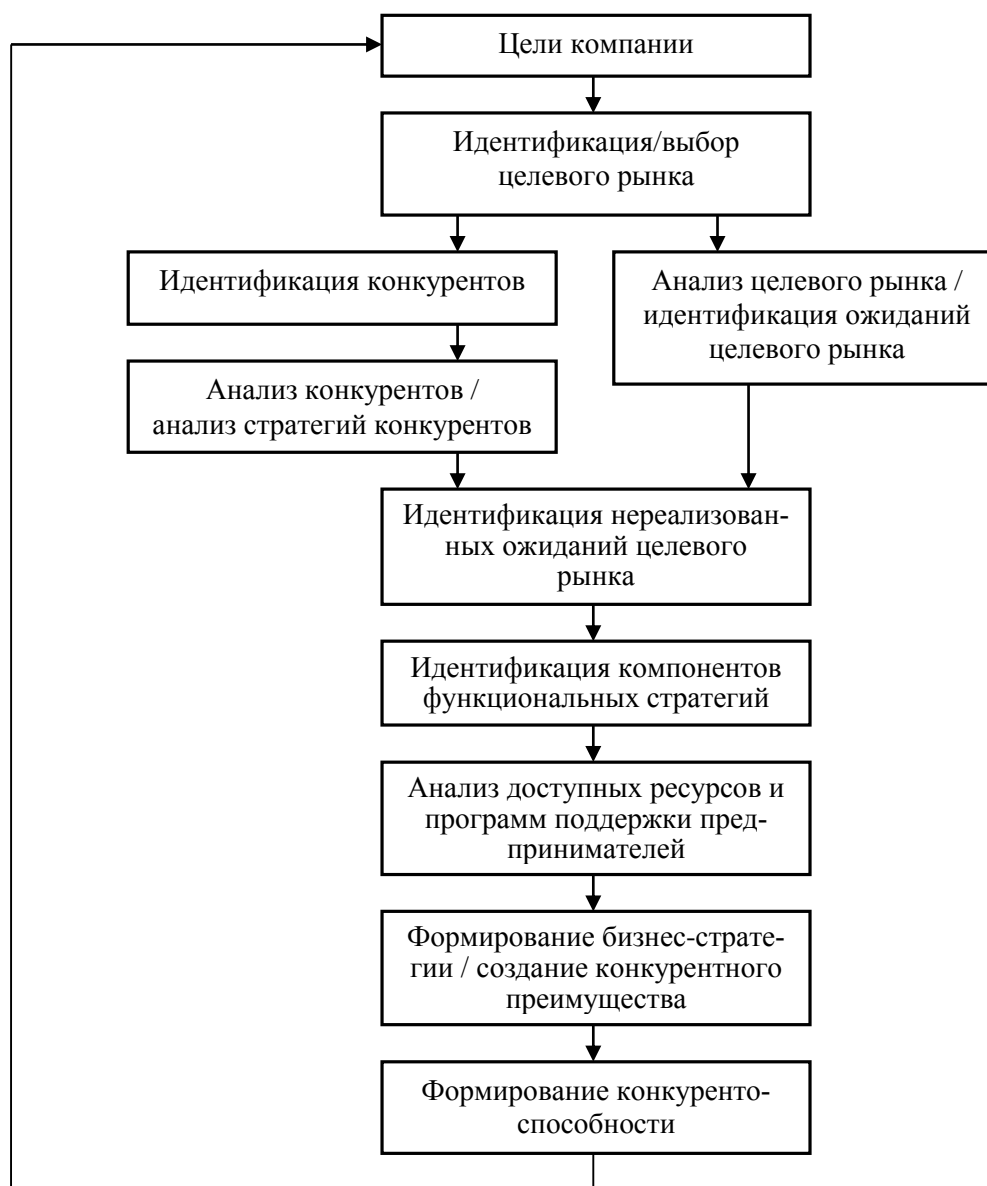 Цели компании
Идентификация/выбор
целевого рынка
Идентификация конкурентов
Анализ целевого рынка /
идентификация ожиданий
целевого рынка
Анализ конкурентов /
анализ стратегий конкурентов
Идентификация нереализован-
ных ожиданий целевого
рынка
Идентификация компонентов
функциональных стратегий
Анализ доступных ресурсов и
программ поддержки пред-
принимателей
Формирование бизнес-страте-
гии / создание конкурентного
преимущества
Формирование конкуренто-
способности